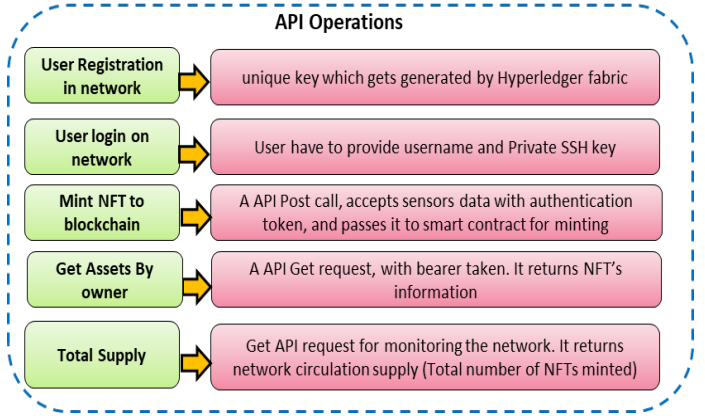 API Operations
User Registration
in network
unique key which gets generated by Hyperledger fabric
User login on
network
User have to provide username and Private SSH key
Mint NFT to
blockchain
A API Post call, accepts sensors data with authentication
token, and passes it to smart contract for minting
Get Assets By
owner
A API Get request, with bearer taken. It returns NFT's
information
Total Supply
Get API request for monitoring the network. It returns
network circulation supply (Total number of NFTs minted)